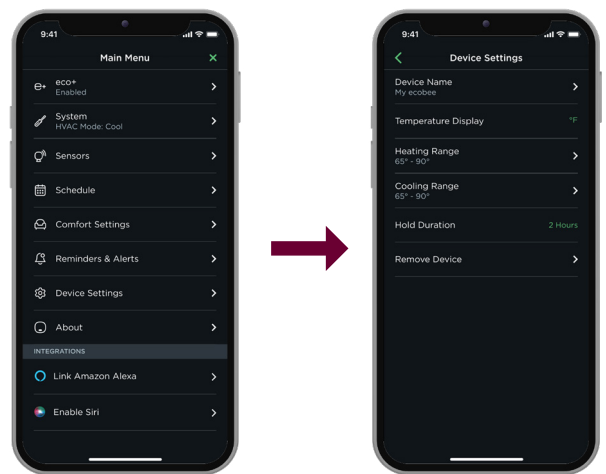 9:41
Main Menu
eco+
Enabled
System
HVAC Mode: Cool
Sensors
Schedule
Comfort Settings
Reminders & Alerts
Device Settings
About
INTEGRATIONS
Link Amazon Alexa
Enable Siri
9:41
Device Settings
Device Name
My ecobee
Temperature Display °F
Heating Range
65° - 90°
Cooling Range
65° - 90°
Hold Duration 2 Hours
Remove Device